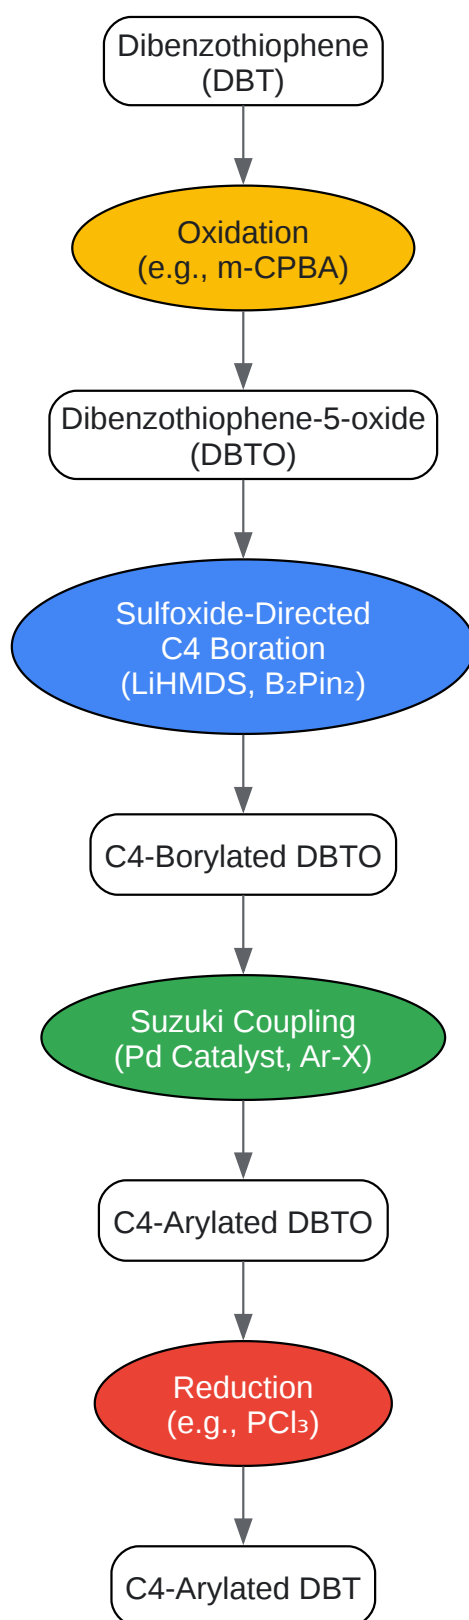 Dibenzothiophene
(DBT)
Oxidation
(e.g., m-CPBA)
Dibenzothiophene-5-oxide
(DBTO)
Sulfoxide-Directed
C4 Boration
(LiHMDS, B₂Pin₂)
C4-Borylated DBTO
Suzuki Coupling
(Pd Catalyst, Ar-X)
C4-Arylated DBTO
Reduction
(e.g., PCl₃)
C4-Arylated DBT